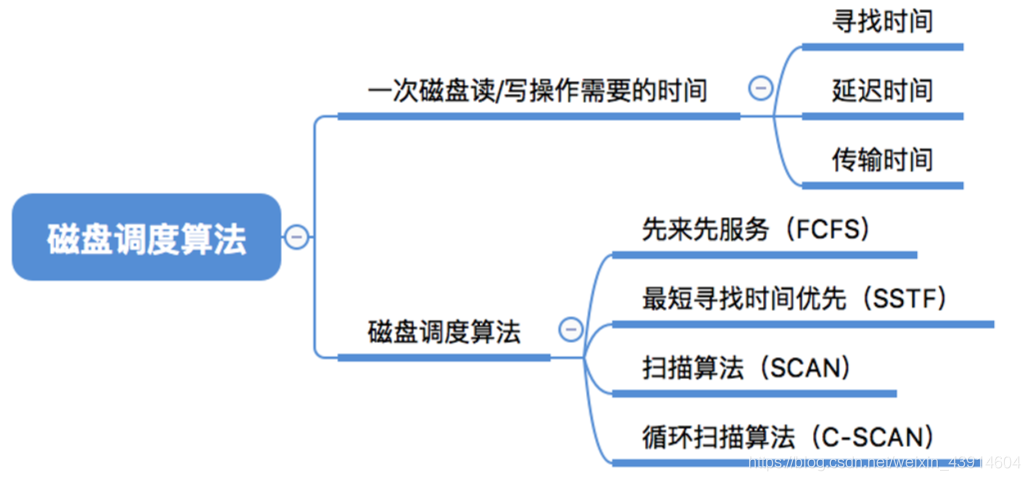 磁盘调度算法
一次磁盘读/写操作需要的时间
寻找时间
延迟时间
传输时间
磁盘调度算法
先来先服务（FCFS）
最短寻找时间优先（SSTF）
扫描算法（SCAN）
循环扫描算法（C-SCAN）
https://blog.csdn.net/weixin_43914604